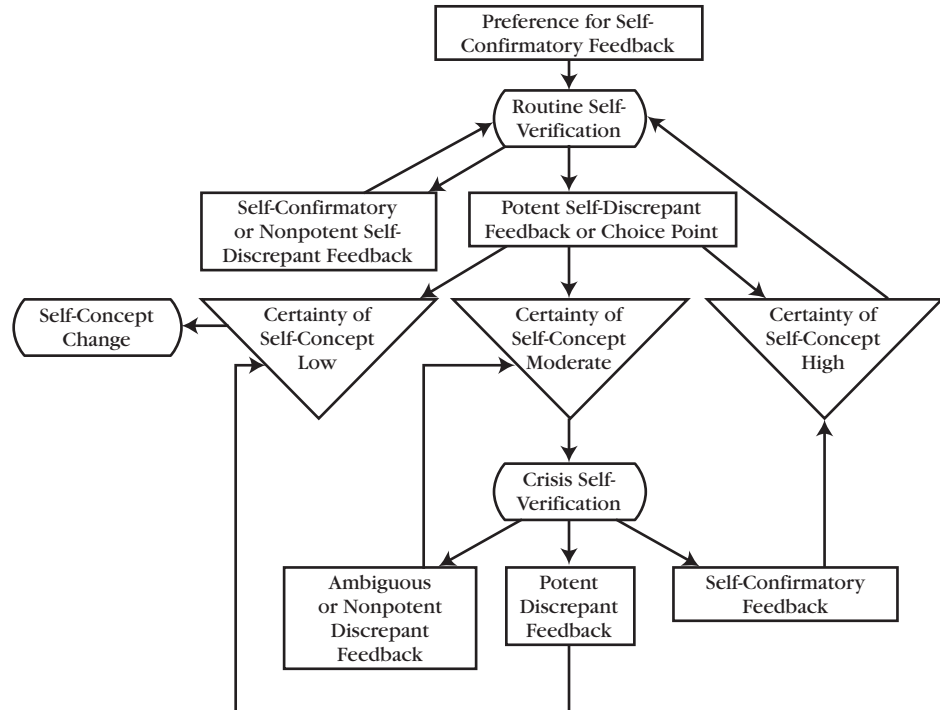 Preference for Self-
Confirmatory Feedback
Routine Self-
Verification
Self-Confirmatory
or Nonpotent Self-
Discrepant Feedback
Potent Self-Discrepant
Feedback or Choice Point
Self-Concept
Change
Certainty of
Self-Concept
Low
Certainty of
Self-Concept
Moderate
Certainty of
Self-Concept
High
Crisis Self-
Verification
Ambiguous
or Nonpotent
Discrepant
Feedback
Potent
Discrepant
Feedback
Self-Confirmatory
Feedback